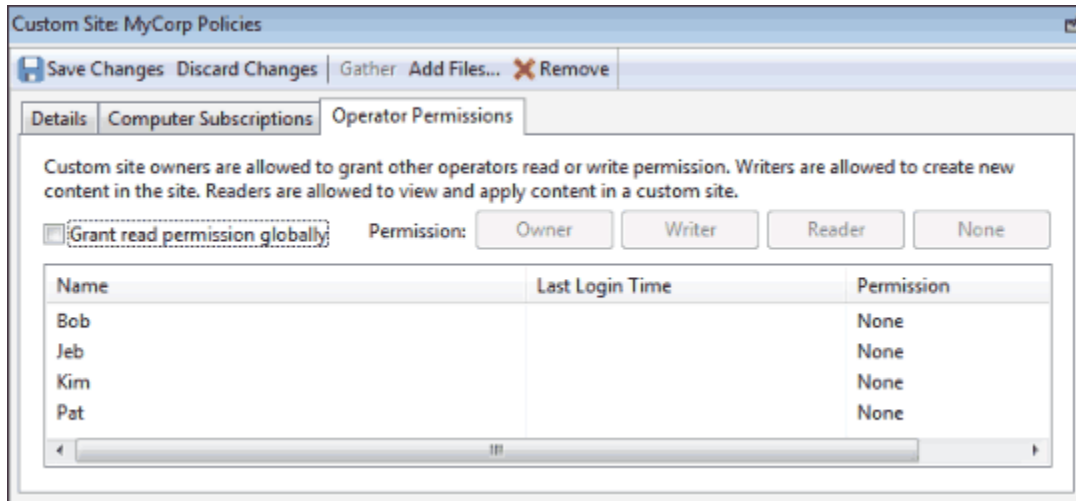 Custom Site: MyCorp Policies
Save Changes Discard Changes Gather Add Files... Remove
Details Computer Subscriptions Operator Permissions
Custom site owners are allowed to grant other operators read or write permission. Writers are allowed to create new
content in the site. Readers are allowed to view and apply content in a custom site.
Grant read permission globally Permission: Owner Writer Reader None
Name Last Login Time Permission
Bob None
Jeb None
Kim None
Pat None